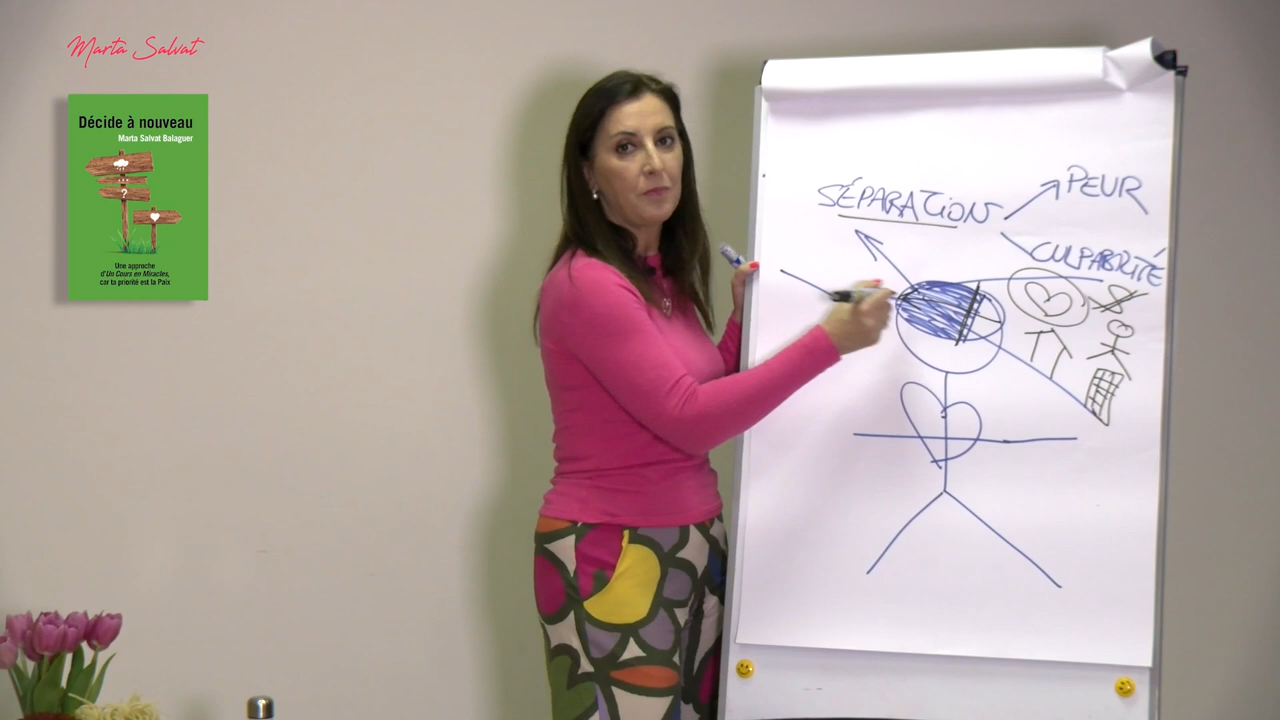 Marta Salvat
Décide à nouveau
Marta Salvat Balaguer
?
Une approche
d'Un Cours en Miracles,
car ta priorité est la Paix
SÉPARATION
PEUR
CULPABILITÉ